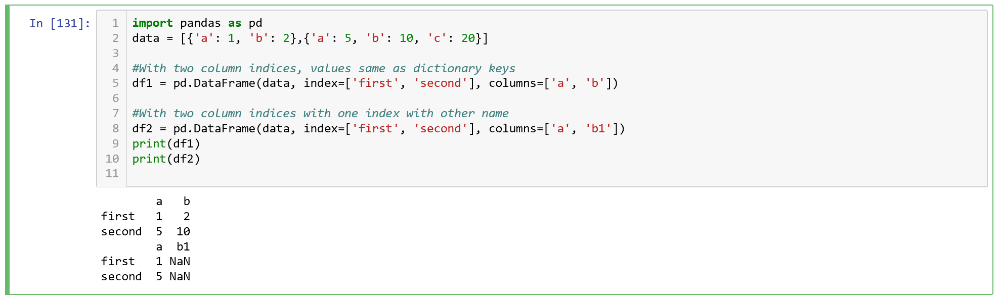 In [131]:
1 import pandas as pd
2 data = [{'a': 1, 'b': 2},{'a': 5, 'b': 10, 'c': 20}]
3
4 #With two column indices, values same as dictionary keys
5 df1 = pd.DataFrame(data, index=['first', 'second'], columns=['a', 'b'])
6
7 #With two column indices with one index with other name
8 df2 = pd.DataFrame(data, index=['first', 'second'], columns=['a', 'b1'])
9 print(df1)
10 print(df2)
11
        a   b
first   1   2
second  5  10
        a  b1
first   1 NaN
second  5 NaN